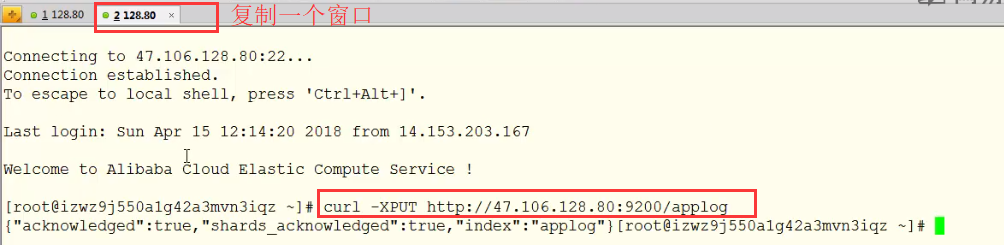 1 128.80
2 128.80 ×
复制一个窗口
Connecting to 47.106.128.80:22...
Connection established.
To escape to local shell, press 'Ctrl+Alt+]'.
Last login: Sun Apr 15 12:14:20 2018 from 14.153.203.167
Welcome to Alibaba Cloud Elastic Compute Service !
[root@izwz9j550a1g42a3mvn3iqz ~]# curl -XPUT http://47.106.128.80:9200/applog
{"acknowledged":true,"shards_acknowledged":true,"index":"applog"}[root@izwz9j550a1g42a3mvn3iqz ~]#